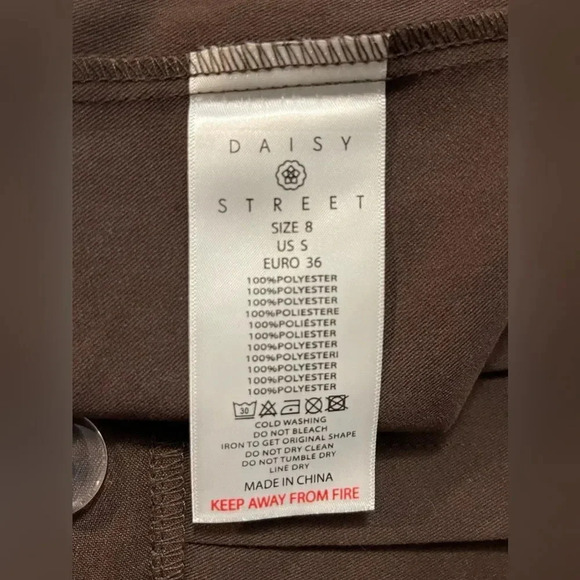 DAISY
STREET
SIZE 8
US S
EURO 36
100%POLYESTER
100%POLYESTER
100%POLYESTER
100%POLIESTERE
100%POLIÉSTER
100%POLIÉSTER
100%POLYESTER
100%POLYESTERI
100%POLYESTER
100%POLYESTER
100%POLYESTER
30
COLD WASHING
DO NOT BLEACH
IRON TO GET ORIGINAL SHAPE
DO NOT DRY CLEAN
DO NOT TUMBLE DRY
LINE DRY
MADE IN CHINA
KEEP AWAY FROM FIRE